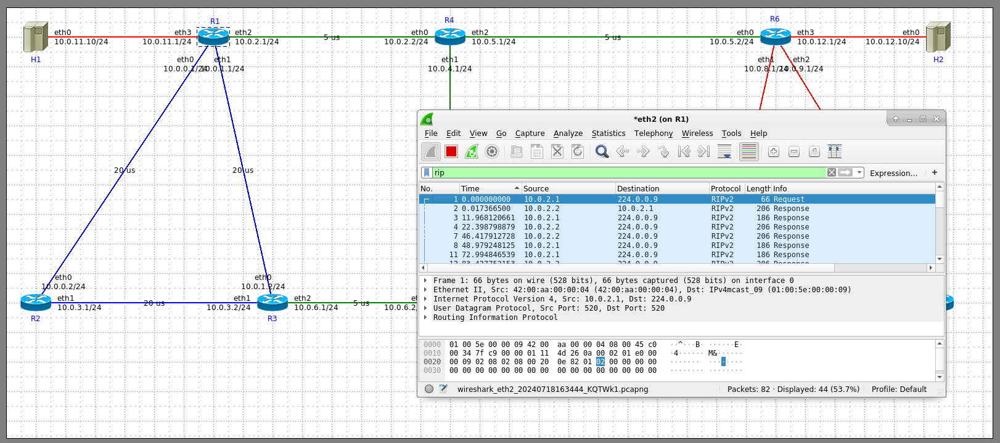 R1
R4
R6
eth0
10.0.11.10/24
H1
eth3
10.0.11.1/24
eth2
10.0.2.1/24
5 us
eth0
10.0.2.2/24
eth2
10.0.5.1/24
5 us
eth0
10.0.5.2/24
eth3
10.0.12.1/24
eth0
10.0.12.10/24
H2
eth0
10.0.0.1/24
eth1
10.0.1.1/24
eth1
10.0.4.1/24
eth1
10.0.8.1/24
eth2
10.0.9.1/24
20 us
20 us
eth0
10.0.0.2/24
eth0
10.0.1.2/24
eth1
10.0.3.1/24
R2
20 us
eth1
10.0.3.2/24
R3
eth2
10.0.6.1/24
5 us
10.0.6.2/
*eth2 (on R1)
File Edit View Go Capture Analyze Statistics Telephony Wireless Tools Help
rip Expression... +
No. Time Source Destination Protocol Length Info
1 0.000000000 10.0.2.1 224.0.0.9 RIPv2 66 Request
2 0.017366500 10.0.2.2 10.0.2.1 RIPv2 206 Response
3 11.968120661 10.0.2.1 224.0.0.9 RIPv2 186 Response
4 22.398798879 10.0.2.2 224.0.0.9 RIPv2 206 Response
7 46.417912728 10.0.2.2 224.0.0.9 RIPv2 206 Response
8 48.979248125 10.0.2.1 224.0.0.9 RIPv2 186 Response
11 72.994846539 10.0.2.1 224.0.0.9 RIPv2 186 Response
Frame 1: 66 bytes on wire (528 bits), 66 bytes captured (528 bits) on interface 0
Ethernet II, Src: 42:00:aa:00:00:04 (42:00:aa:00:00:04), Dst: IPv4mcast_09 (01:00:5e:00:00:09)
Internet Protocol Version 4, Src: 10.0.2.1, Dst: 224.0.0.9
User Datagram Protocol, Src Port: 520, Dst Port: 520
Routing Information Protocol
0000 01 00 5e 00 00 09 42 00 aa 00 00 04 08 00 45 c0 ··^···B· ······E·
0010 00 34 7f c9 00 00 01 11 4d 26 0a 00 02 01 e0 00 ·4······ M&······
0020 00 09 02 08 02 08 00 20 0e 82 01 02 00 00 00 00 ······· ········
0030 00 00 00 00 00 00 00 00 00 00 00 00 00 00 00 00 ········ ········
wireshark_eth2_20240718163444_KQTWk1.pcapng Packets: 82 · Displayed: 44 (53.7%) Profile: Default